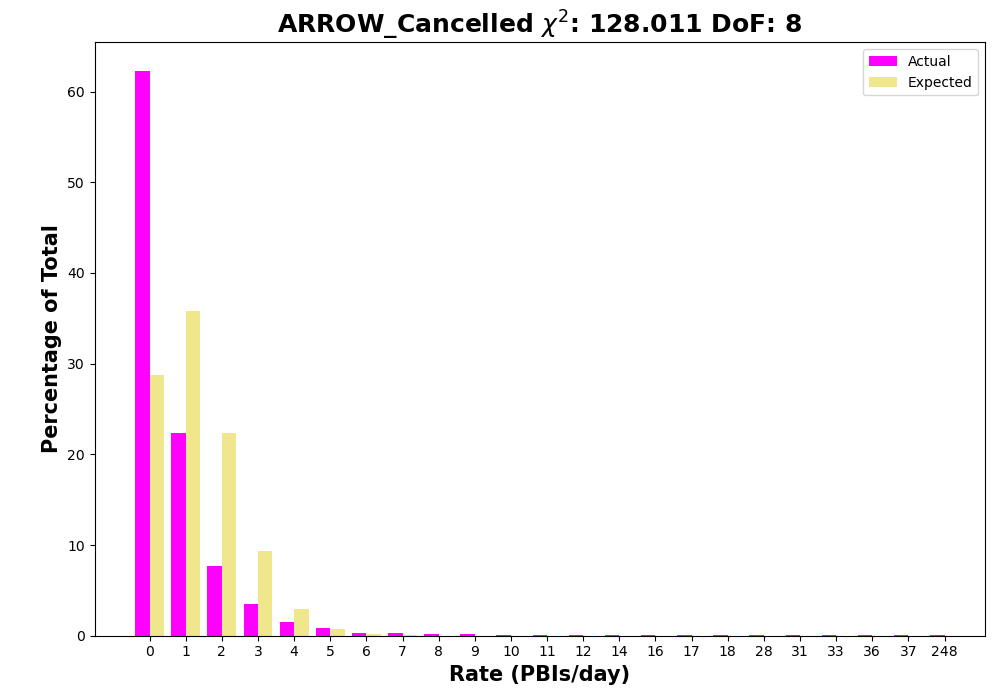 ARROW_Cancelled χ²: 128.011 DoF: 8
Actual
Expected
Percentage of Total
60
50
40
30
20
10
0
0 1 2 3 4 5 6 7 8 9 10 11 12 14 16 17 18 28 31 33 36 37 248
Rate (PBIs/day)